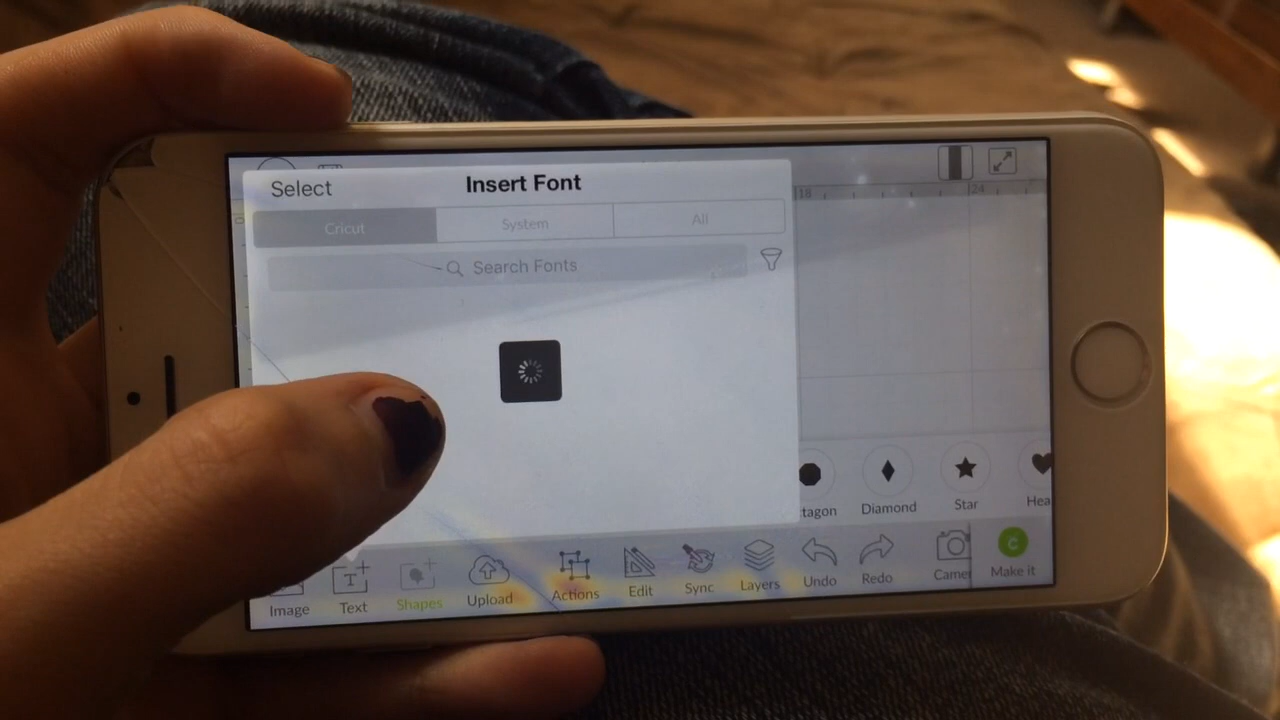 Select
Insert Font
Cricut
System
All
Search Fonts
18
24
0
tagon
Diamond
Star
Hea
Image
Text
Shapes
Upload
Actions
Edit
Sync
Layers
Undo
Redo
Camer
Make it